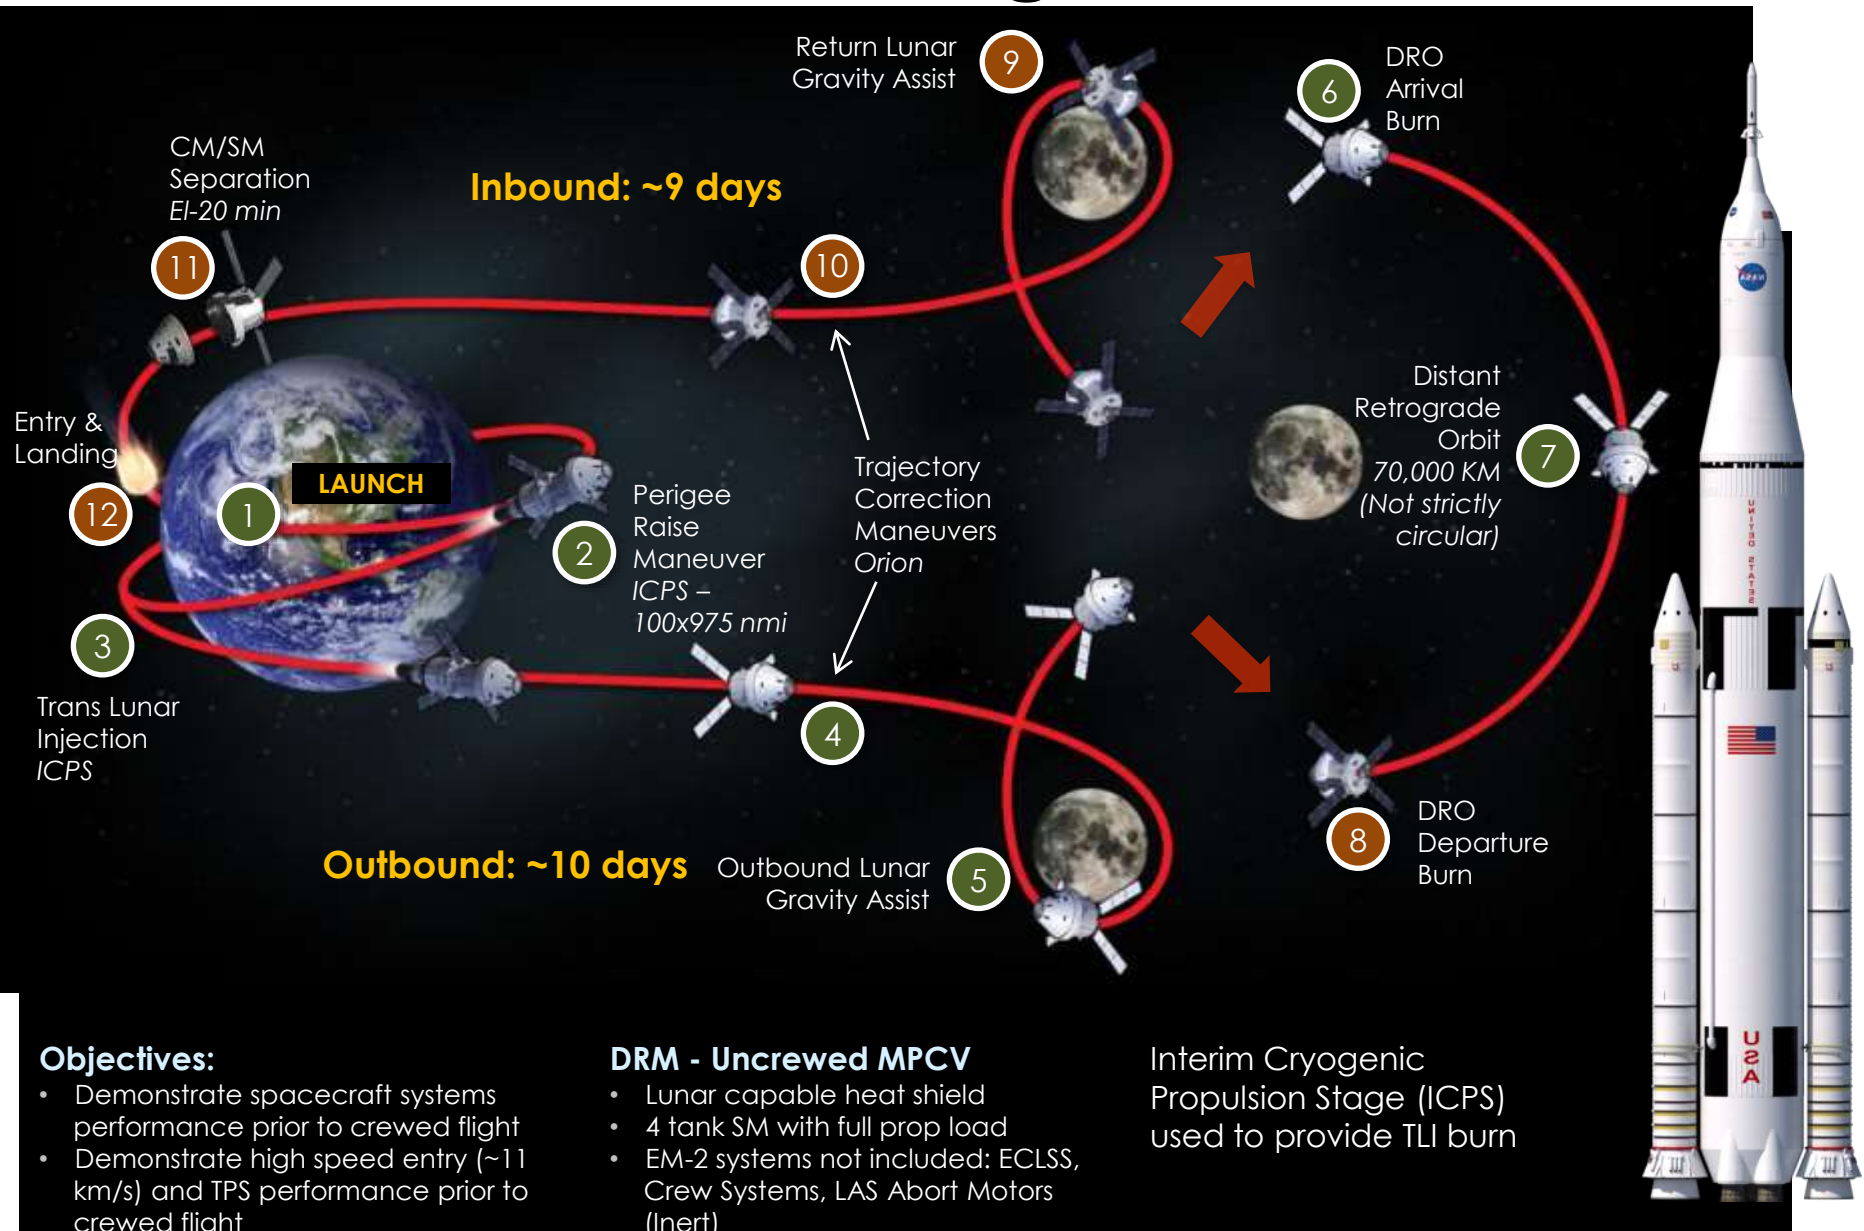 Return Lunar
Gravity Assist
9
6
DRO
Arrival
Burn
CM/SM
Separation
EI-20 min
11
Inbound: ~9 days
10
Entry &
Landing
12
LAUNCH
1
2
Perigee
Raise
Maneuver
ICPS –
100x975 nmi
Trajectory
Correction
Maneuvers
Orion
Distant
Retrograde
Orbit
70,000 KM
(Not strictly
circular)
7
3
Trans Lunar
Injection
ICPS
4
Outbound: ~10 days
Outbound Lunar
Gravity Assist
5
8
DRO
Departure
Burn
NASA
UNITED STATES
USA
Objectives:
• Demonstrate spacecraft systems
performance prior to crewed flight
• Demonstrate high speed entry (~11
km/s) and TPS performance prior to
crewed flight
DRM - Uncrewed MPCV
• Lunar capable heat shield
• 4 tank SM with full prop load
• EM-2 systems not included: ECLSS,
Crew Systems, LAS Abort Motors
(Inert)
Interim Cryogenic
Propulsion Stage (ICPS)
used to provide TLI burn